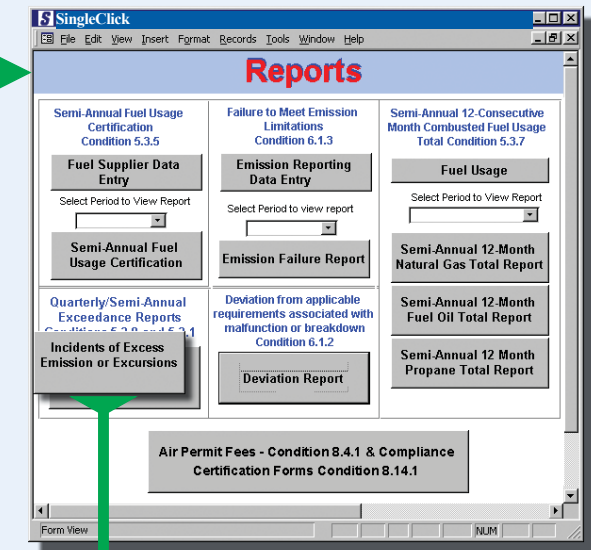 SingleClick
File Edit View Insert Format Records Tools Window Help
Reports
Semi-Annual Fuel Usage
Certification
Condition 5.3.5
Fuel Supplier Data
Entry
Select Period to View Report
Semi-Annual Fuel
Usage Certification
Failure to Meet Emission
Limitations
Condition 6.1.3
Emission Reporting
Data Entry
Select Period to view report
Emission Failure Report
Semi-Annual 12-Consecutive
Month Combusted Fuel Usage
Total Condition 5.3.7
Fuel Usage
Select Period to View Report
Semi-Annual 12-Month
Natural Gas Total Report
Semi-Annual 12-Month
Fuel Oil Total Report
Semi-Annual 12 Month
Propane Total Report
Quarterly/Semi-Annual
Exceedance Reports
Incidents of Excess
Emission or Excursions
Deviation from applicable
requirements associated with
malfunction or breakdown
Condition 6.1.2
Deviation Report
Air Permit Fees - Condition 8.4.1 & Compliance
Certification Forms Condition 8.14.1
Form View
NUM